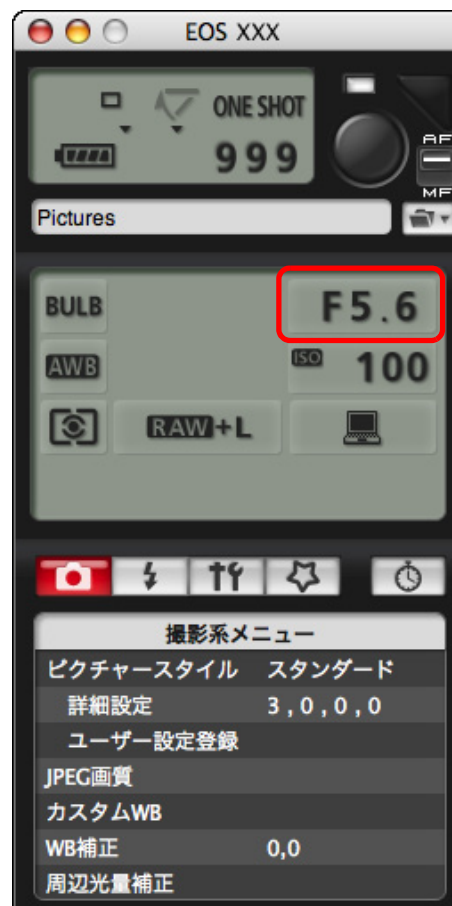 EOS XXX
ONE SHOT
999
AF
MF
Pictures
BULB
F5.6
AWB
ISO 100
RAW+L
撮影系メニュー
ピクチャースタイル スタンダード
詳細設定 3,0,0,0
ユーザー設定登録
JPEG画質
カスタムWB
WB補正 0,0
周辺光量補正